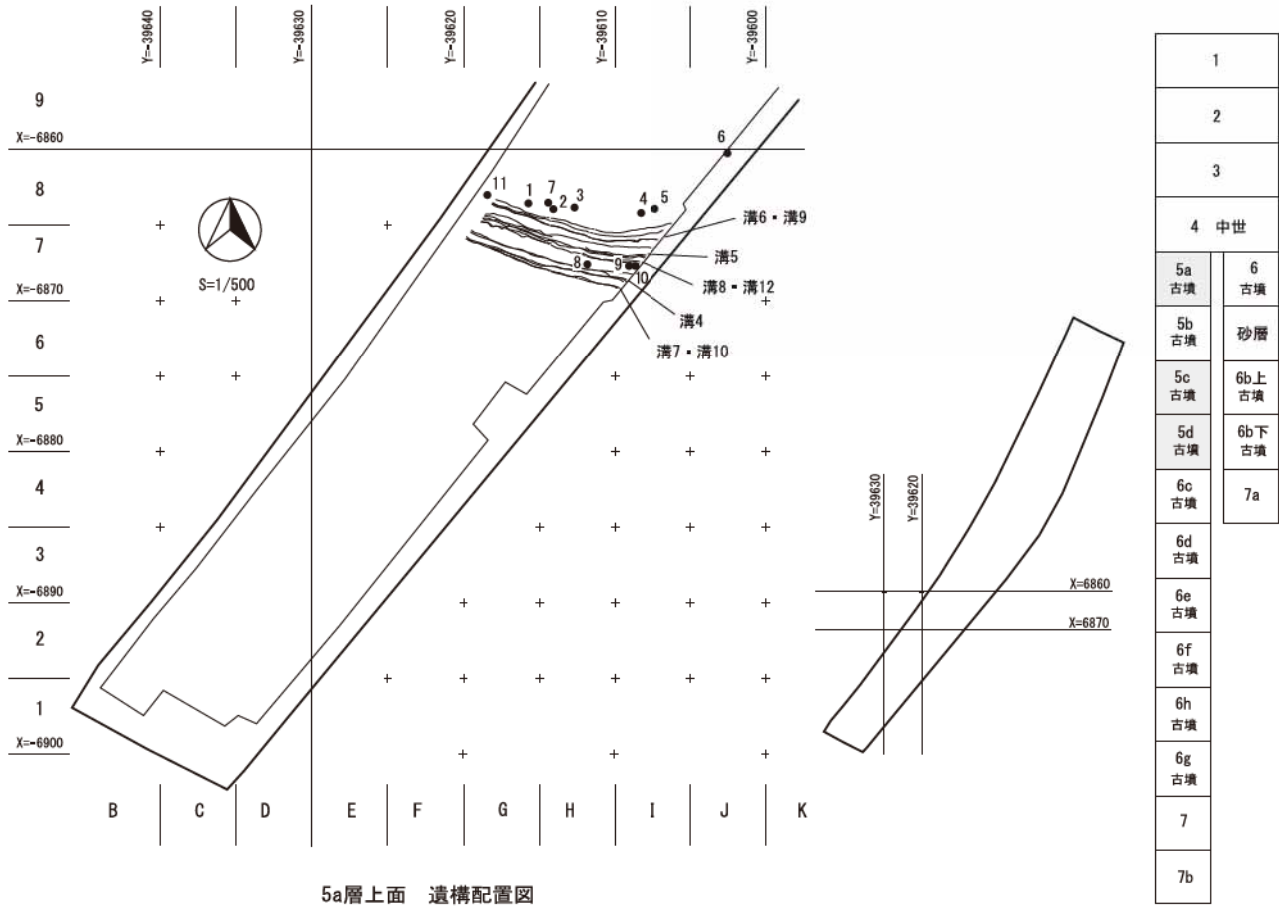 Y=-39640
Y=-39630
Y=-39620
Y=-39610
Y=-39600
9
X=-6860
8
X=-6870
7
6
5
X=-6880
4
3
X=-6890
2
1
X=-6900
S=1/500
11
1
7
2
3
4
5
6
8
9
10
溝6・溝9
溝5
溝8・溝12
溝4
溝7・溝10
B
C
D
E
F
G
H
I
J
K
5a層上面 遺構配置図
Y=39630
Y=39620
X=6860
X=6870
1
2
3
4 中世
5a
古墳
6
古墳
5b
古墳
砂層
5c
古墳
6b上
古墳
5d
古墳
6b下
古墳
6c
古墳
7a
6d
古墳
6e
古墳
6f
古墳
6h
古墳
6g
古墳
7
7b